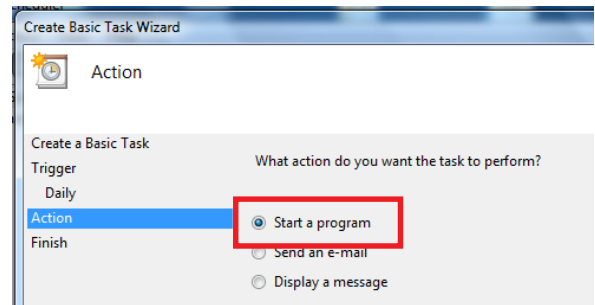 Create Basic Task Wizard
Action
Create a Basic Task
Trigger
Daily
Action
Finish
What action do you want the task to perform?
Start a program
Send an e-mail
Display a message